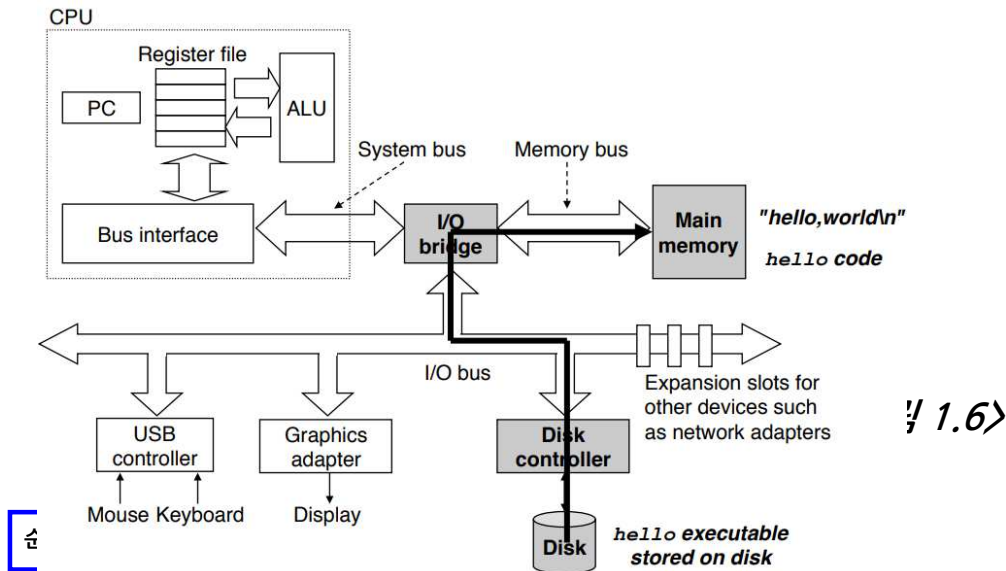 CPU
Register file
PC
ALU
System bus
Memory bus
Bus interface
I/O
bridge
Main
memory
"hello,world\n"
hello code
I/O bus
Expansion slots for
other devices such
as network adapters
1.6>
USB
controller
Graphics
adapter
Disk
controller
Mouse Keyboard
Display
Disk
hello executable
stored on disk